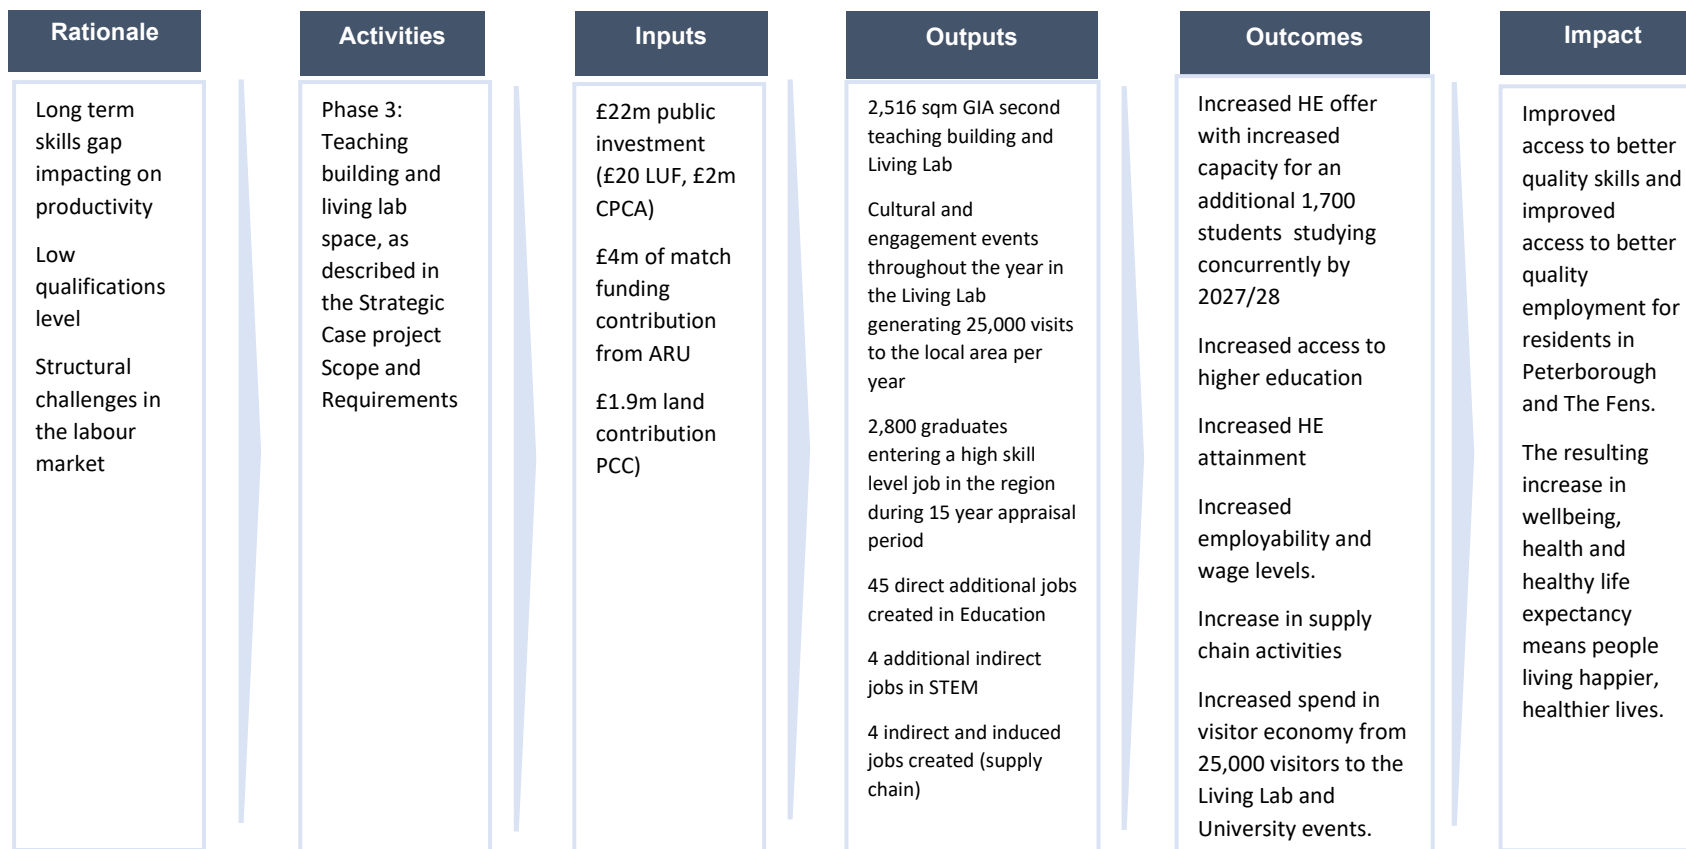 Rationale
Long term
skills gap
impacting on
productivity
Low
qualifications
level
Structural
challenges in
the labour
market
Activities
Phase 3:
Teaching
building and
living lab
space, as
described in
the Strategic
Case project
Scope and
Requirements
Inputs
£22m public
investment
(£20 LUF, £2m
CPCA)
£4m of match
funding
contribution
from ARU
£1.9m land
contribution
PCC)
Outputs
2,516 sqm GIA second
teaching building and
Living Lab
Cultural and
engagement events
throughout the year in
the Living Lab
generating 25,000 visits
to the local area per
year
2,800 graduates
entering a high skill
level job in the region
during 15 year appraisal
period
45 direct additional jobs
created in Education
4 additional indirect
jobs in STEM
4 indirect and induced
jobs created (supply
chain)
Outcomes
Increased HE offer
with increased
capacity for an
additional 1,700
students studying
concurrently by
2027/28
Increased access to
higher education
Increased HE
attainment
Increased
employability and
wage levels.
Increase in supply
chain activities
Increased spend in
visitor economy from
25,000 visitors to the
Living Lab and
University events.
Impact
Improved
access to better
quality skills and
improved
access to better
quality
employment for
residents in
Peterborough
and The Fens.
The resulting
increase in
wellbeing,
health and
healthy life
expectancy
means people
living happier,
healthier lives.